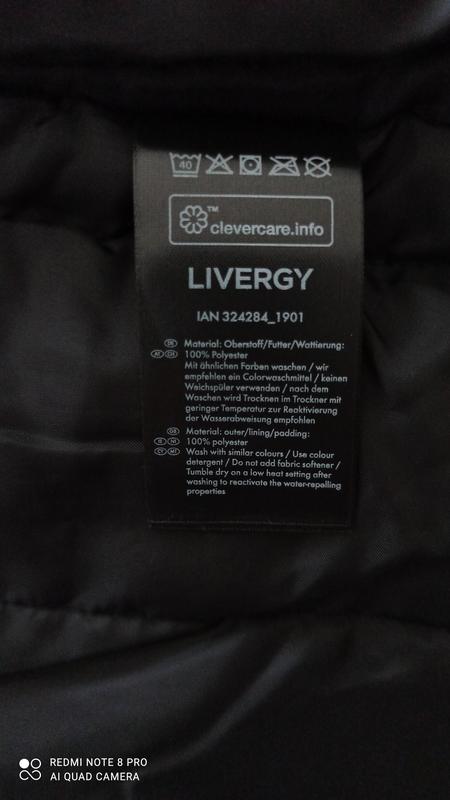 40
clevercare.info™
LIVERGY
IAN 324284_1901
DE Material: Oberstoff/Futter/Wattierung:
AT CH 100% Polyester
Mit ähnlichen Farben waschen / wir
empfehlen ein Colorwaschmittel / keinen
Weichspüler verwenden / nach dem
Waschen wird Trocknen im Trockner mit
geringer Temperatur zur Reaktivierung
der Wasserabweisung empfohlen
GB Material: outer/lining/padding:
IE NI 100% polyester
CY MT Wash with similar colours / Use colour
detergent / Do not add fabric softener /
Tumble dry on a low heat setting after
washing to reactivate the water-repelling
properties
REDMI NOTE 8 PRO
AI QUAD CAMERA